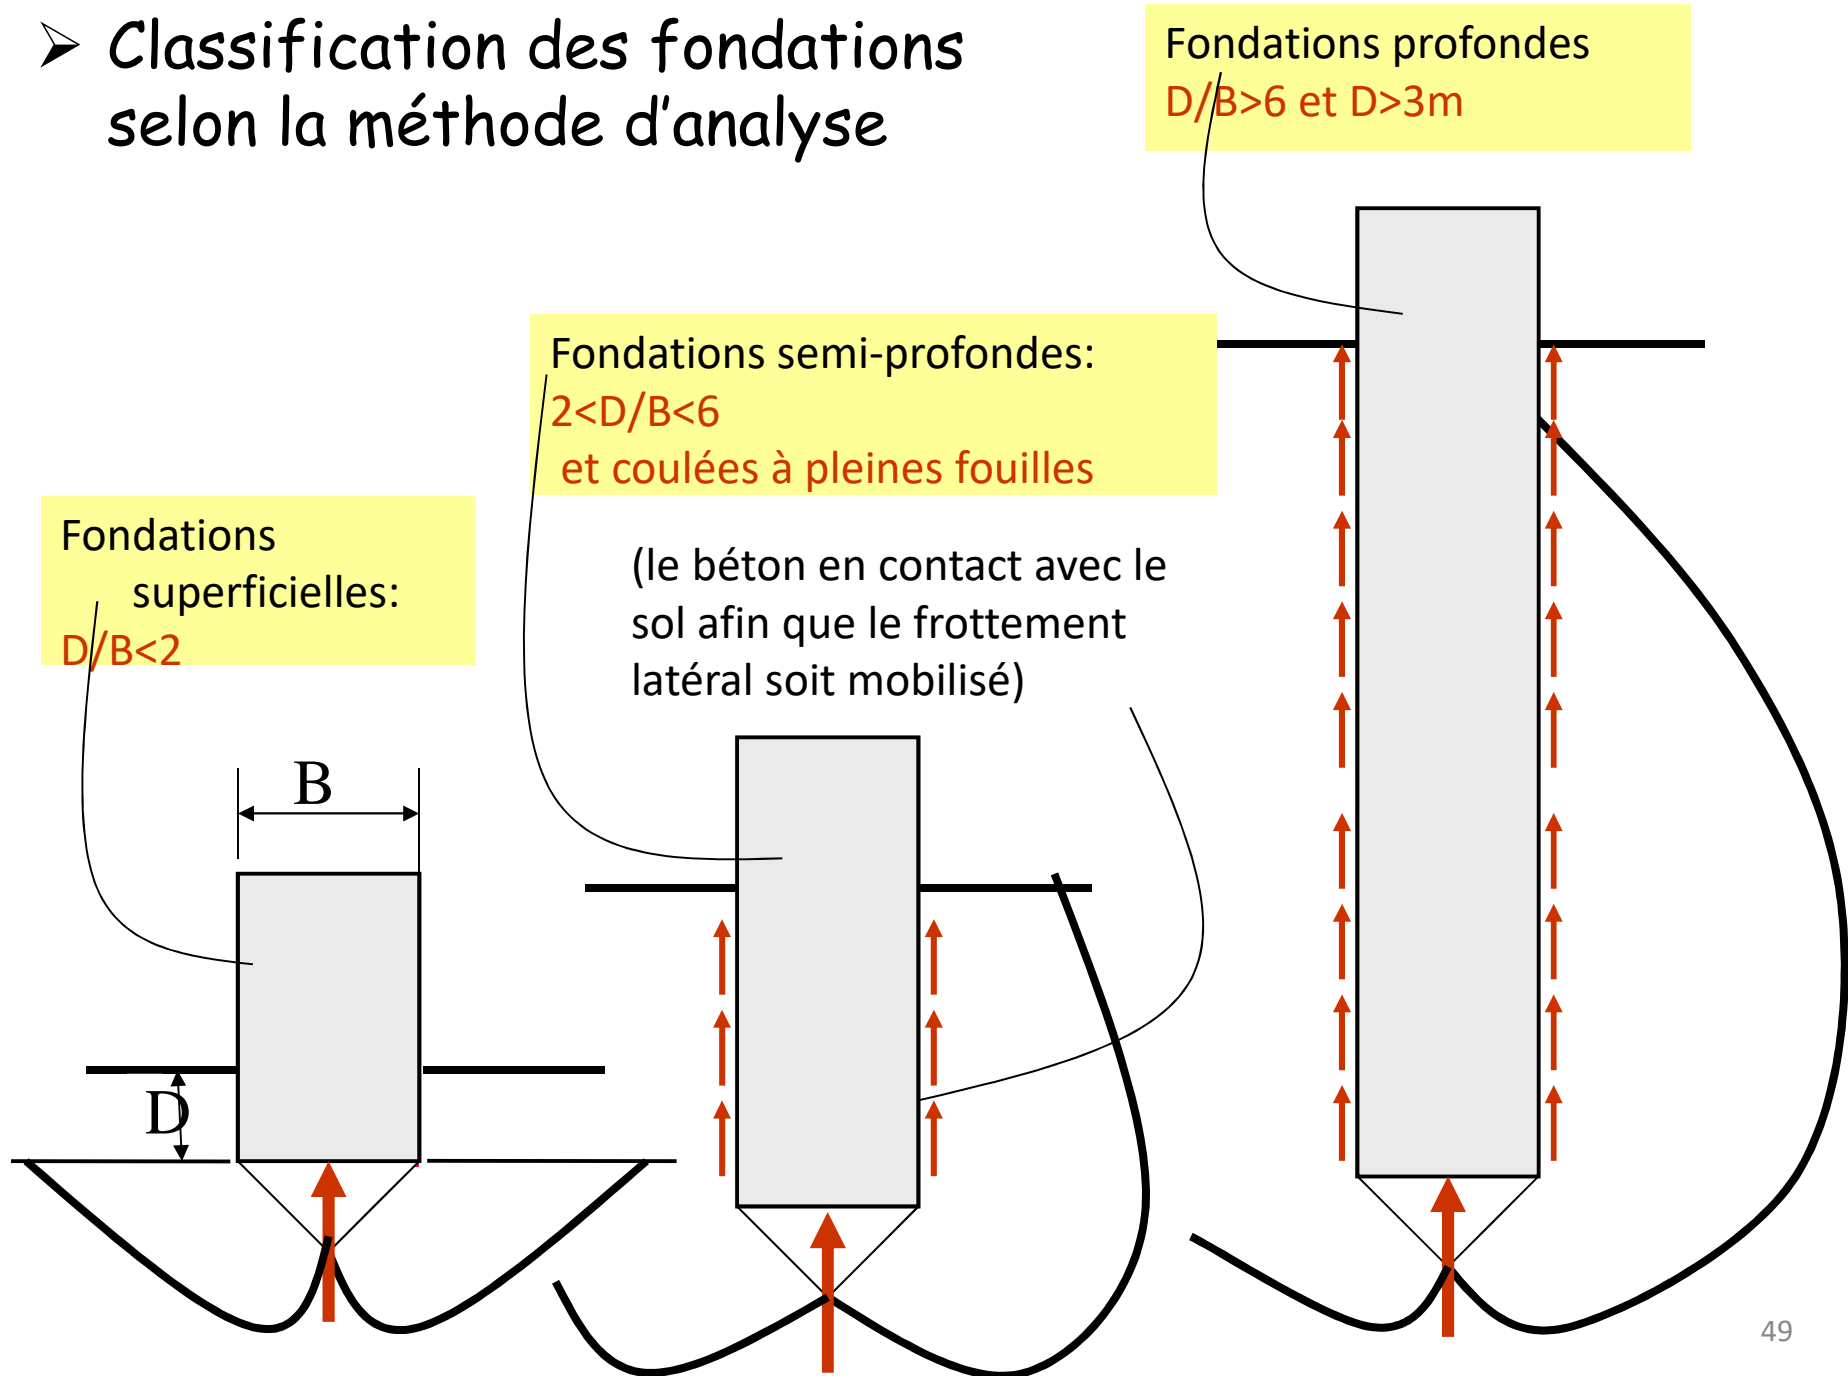 ➢ Classification des fondations
selon la méthode d’analyse
Fondations profondes
D/B>6 et D>3m
Fondations semi-profondes:
2<D/B<6
et coulées à pleines fouilles
(le béton en contact avec le
sol afin que le frottement
latéral soit mobilisé)
Fondations
superficielles:
D/B<2
B
D
49